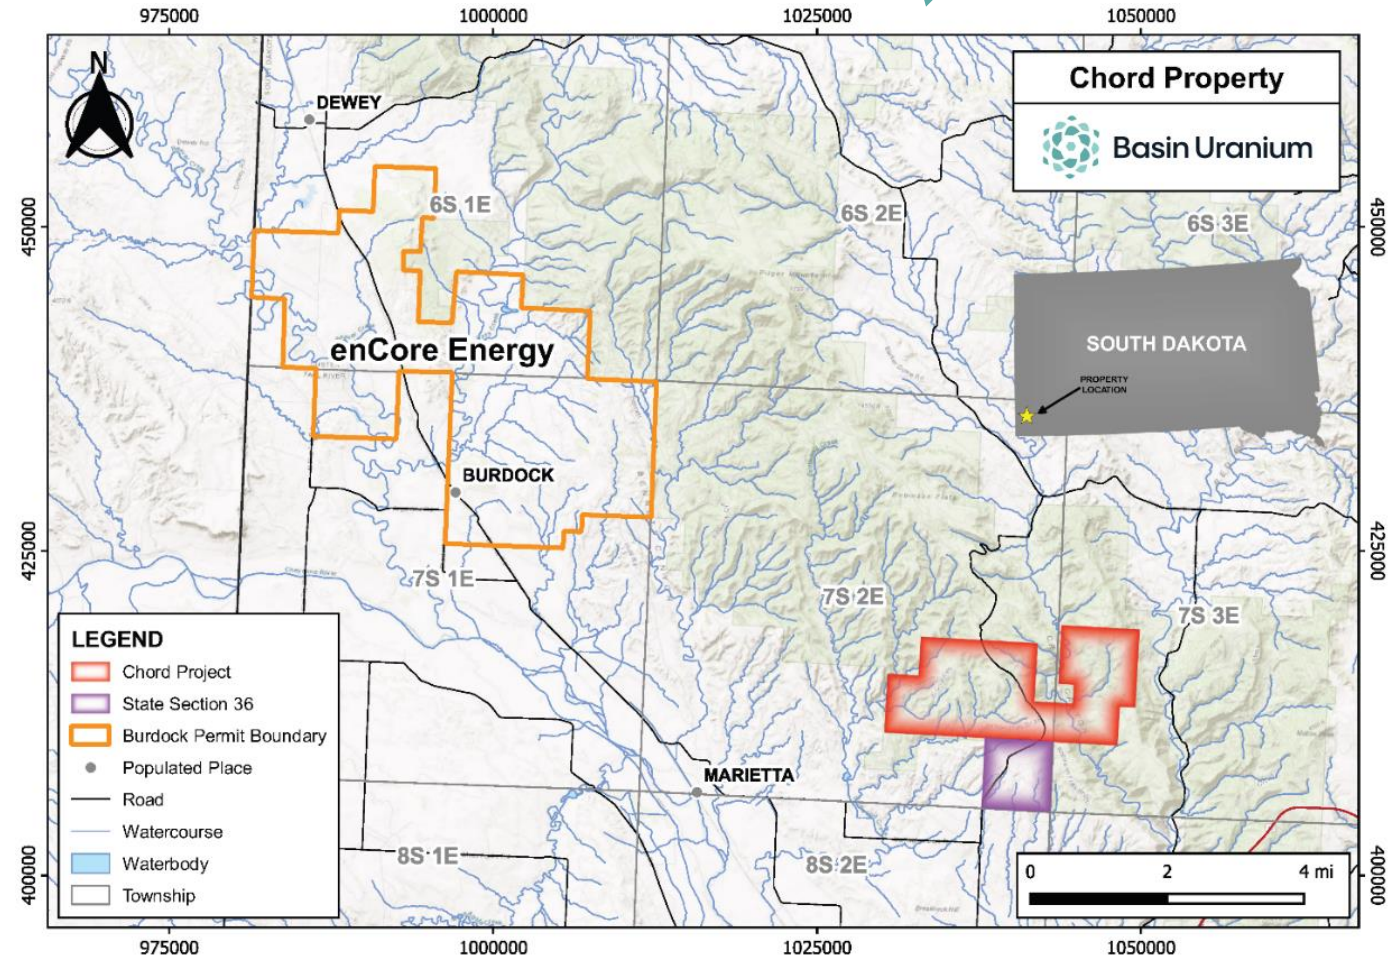 975000
1000000
1025000
1050000
N
DEWEY
Chord Property
Basin Uranium
6S 1E
6S 2E
6S 3E
450000
450000
enCore Energy
SOUTH DAKOTA
PROPERTY
LOCATION
BURDOCK
425000
425000
7S 1E
7S 2E
7S 3E
LEGEND
Chord Project
State Section 36
Burdock Permit Boundary
Populated Place
Road
Watercourse
Waterbody
Township
MARIETTA
8S 1E
8S 2E
400000
400000
0
2
4 mi
975000
1000000
1025000
1050000